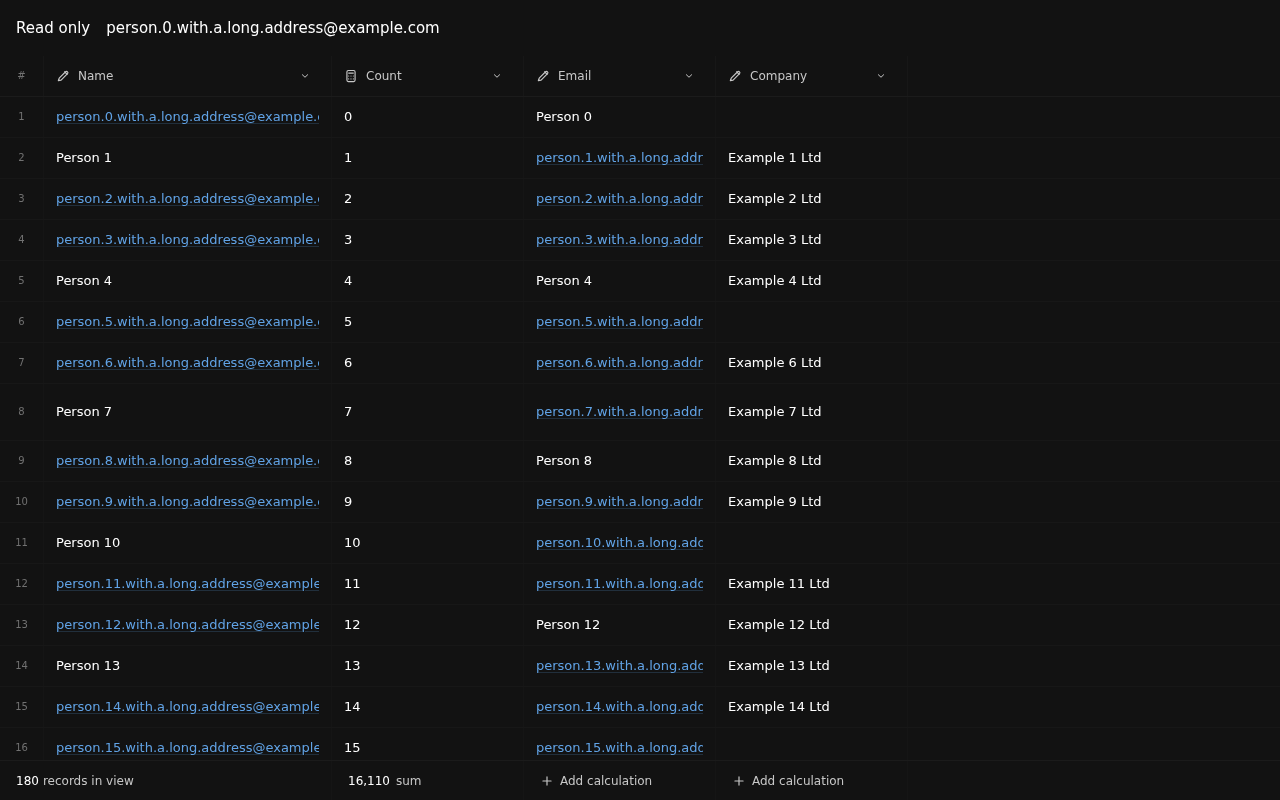 Read only person.0.with.a.long.address@example.com
# Name Count Email Company
1 person.0.with.a.long.address@example. 0 Person 0
2 Person 1 1 person.1.with.a.long.addr Example 1 Ltd
3 person.2.with.a.long.address@example. 2 person.2.with.a.long.addr Example 2 Ltd
4 person.3.with.a.long.address@example. 3 person.3.with.a.long.addr Example 3 Ltd
5 Person 4 4 Person 4 Example 4 Ltd
6 person.5.with.a.long.address@example. 5 person.5.with.a.long.addr
7 person.6.with.a.long.address@example. 6 person.6.with.a.long.addr Example 6 Ltd
8 Person 7 7 person.7.with.a.long.addr Example 7 Ltd
9 person.8.with.a.long.address@example. 8 Person 8 Example 8 Ltd
10 person.9.with.a.long.address@example. 9 person.9.with.a.long.addr Example 9 Ltd
11 Person 10 10 person.10.with.a.long.add
12 person.11.with.a.long.address@example 11 person.11.with.a.long.add Example 11 Ltd
13 person.12.with.a.long.address@example 12 Person 12 Example 12 Ltd
14 Person 13 13 person.13.with.a.long.add Example 13 Ltd
15 person.14.with.a.long.address@example 14 person.14.with.a.long.add Example 14 Ltd
16 person.15.with.a.long.address@example 15 person.15.with.a.long.add
180 records in view 16,110 sum Add calculation Add calculation